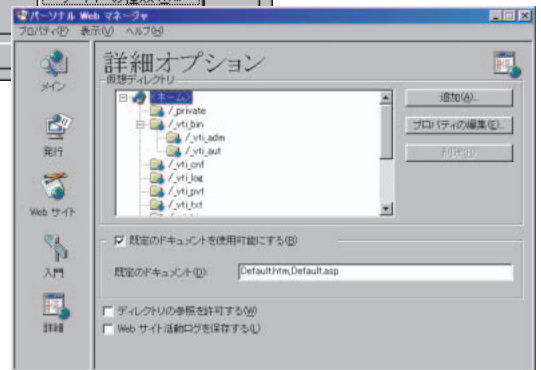 パーソナル Web マネージャ
プロパティ(P) 表示(V) ヘルプ(H)
メイン
発行
Web サイト
入門
詳細
詳細オプション
仮想ディレクトリ
<ホーム>
/_private
/_vti_bin
/_vti_adm
/_vti_aut
/_vti_cnf
/_vti_log
/_vti_pvt
/_vti_txt
追加(A)...
プロパティの編集(E)...
削除(R)
既定のドキュメントを使用可能にする(B)
既定のドキュメント(D):
Default.htm,Default.asp
ディレクトリの参照を許可する(W)
Web サイト活動ログを保存する(L)